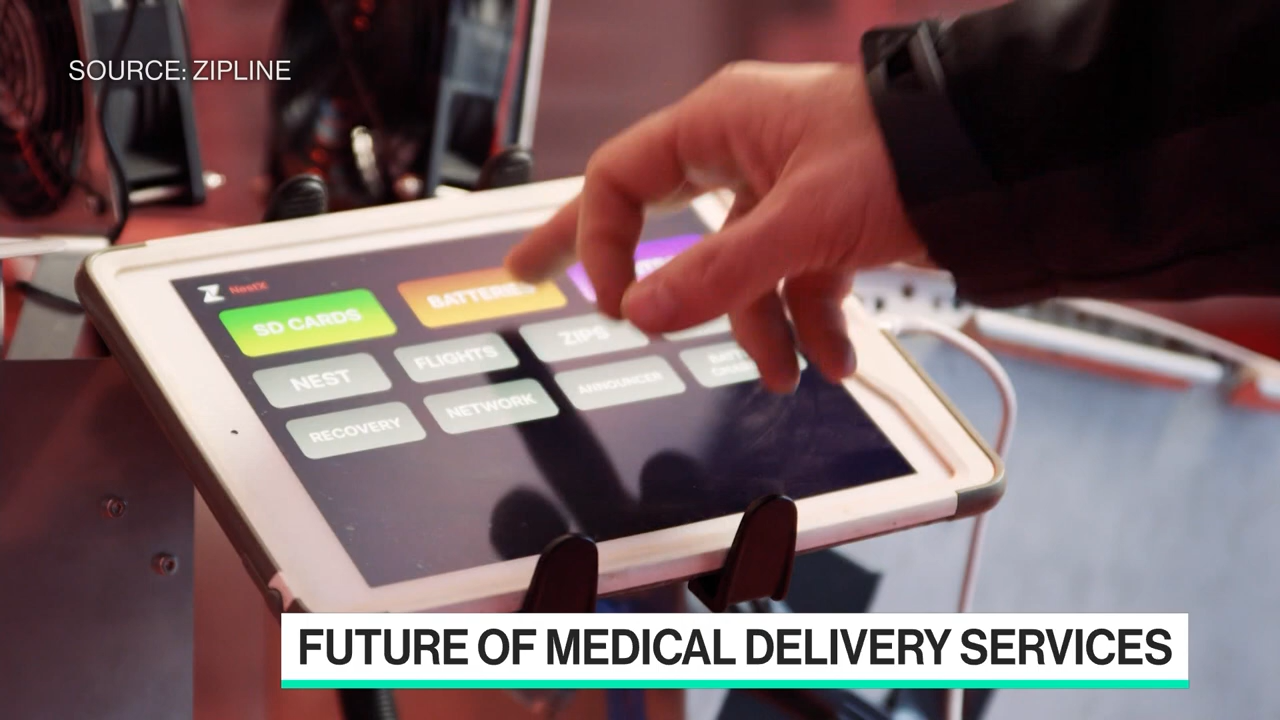 SOURCE: ZIPLINE
NestX
SD CARDS
BATTERIES
NEST
FLIGHTS
ZIPS
RECOVERY
NETWORK
ANNOUNCER
FUTURE OF MEDICAL DELIVERY SERVICES